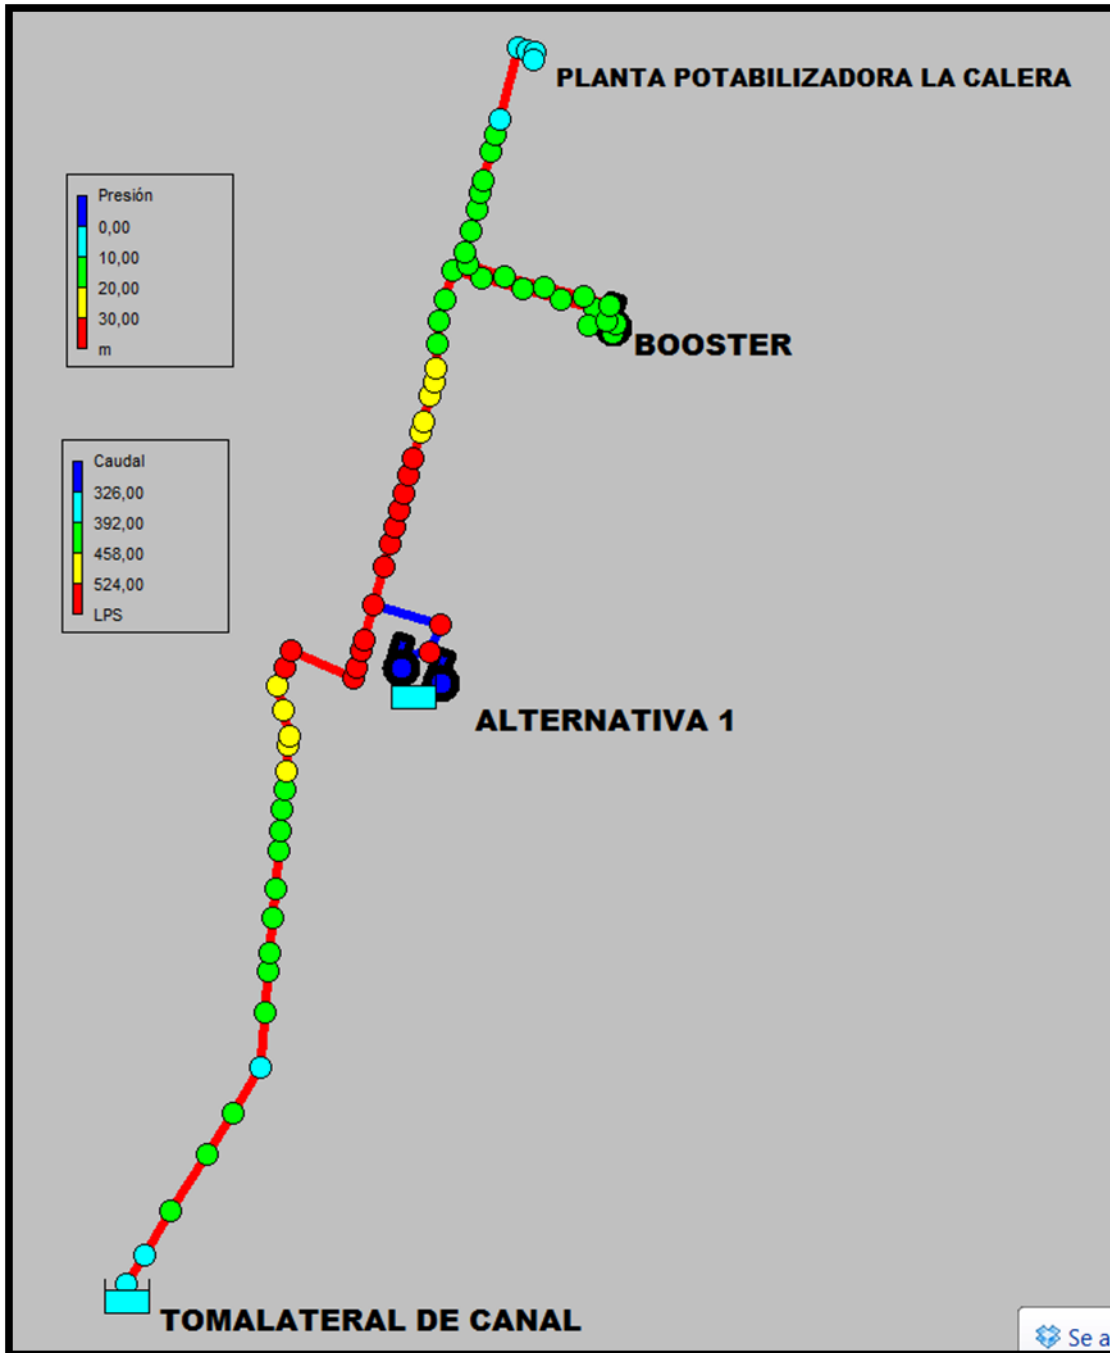 PLANTA POTABILIZADORA LA CALERA
Presión
0,00
10,00
20,00
30,00
m
BOOSTER
Caudal
326,00
392,00
458,00
524,00
LPS
ALTERNATIVA 1
TOMALATERAL DE CANAL
Se a